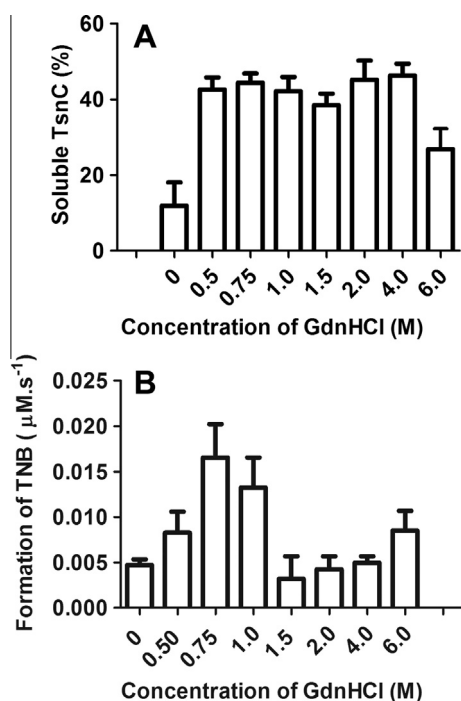 A
Soluble TsnC (%)
60
40
20
0
0 0.5 0.75 1.0 1.5 2.0 4.0 6.0
Concentration of GdnHCl (M)
B
Formation of TNB ( μM.s⁻¹)
0.025
0.020
0.015
0.010
0.005
0.000
0 0.50 0.75 1.0 1.5 2.0 4.0 6.0
Concentration of GdnHCl (M)